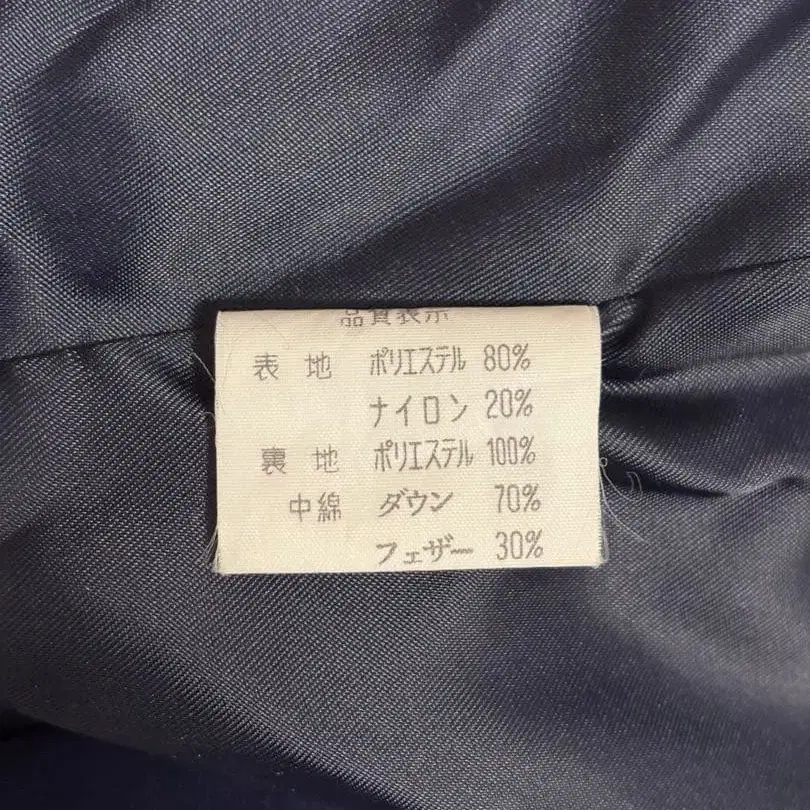 品質表示
表地 ポリエステル 80%
ナイロン 20%
裏地 ポリエステル 100%
中綿 ダウン 70%
フェザー 30%